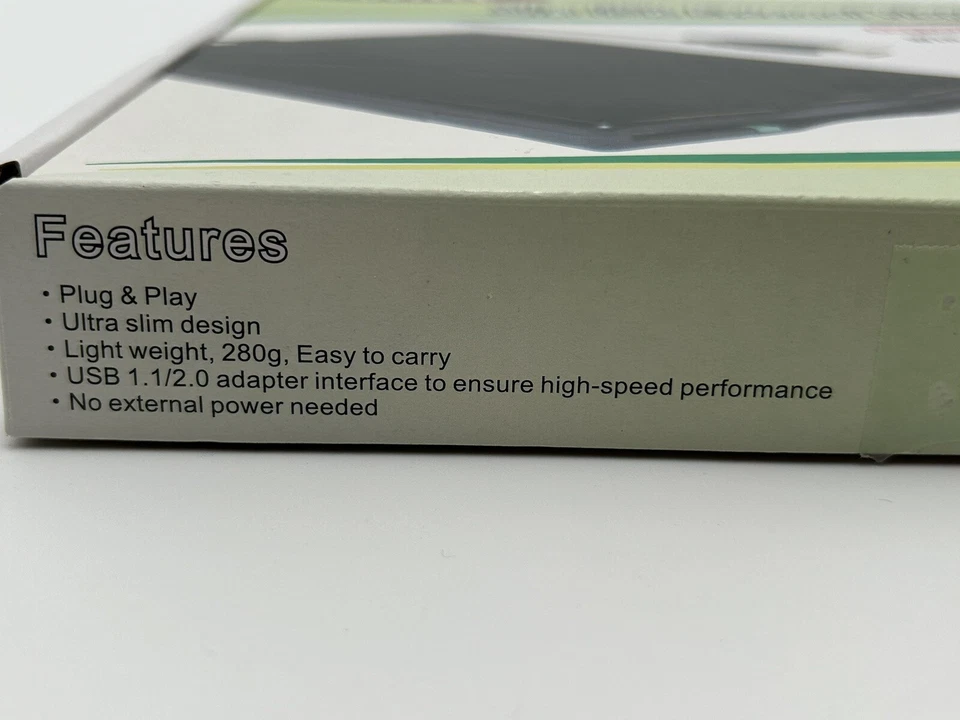 Features
• Plug & Play
• Ultra slim design
• Light weight, 280g, Easy to carry
• USB 1.1/2.0 adapter interface to ensure high-speed performance
• No external power needed